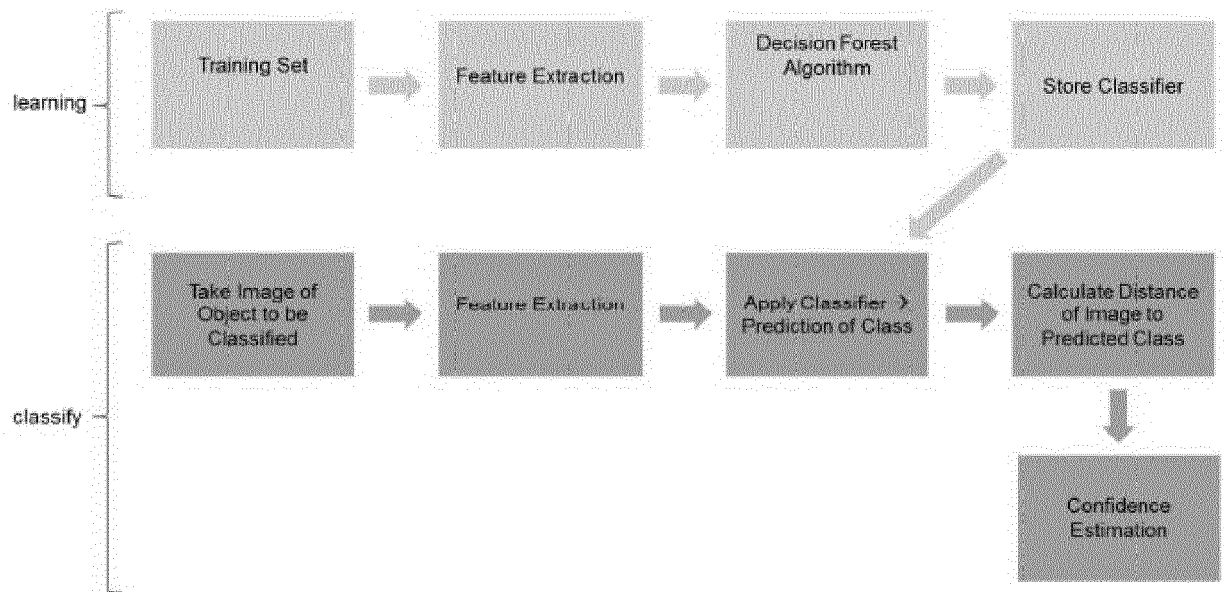 learning
Training Set
Feature Extraction
Decision Forest
Algorithm
Store Classifier
classify
Take Image of
Object to be
Classified
Feature Extraction
Apply Classifier >
Prediction of Class
Calculate Distance
of Image to
Predicted Class
Confidence
Estimation